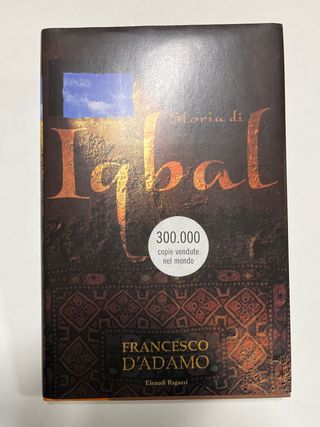 Storia di
Iqbal
300.000
copie vendute
nel mondo
FRANCESCO
D'ADAMO
Einaudi Ragazzi